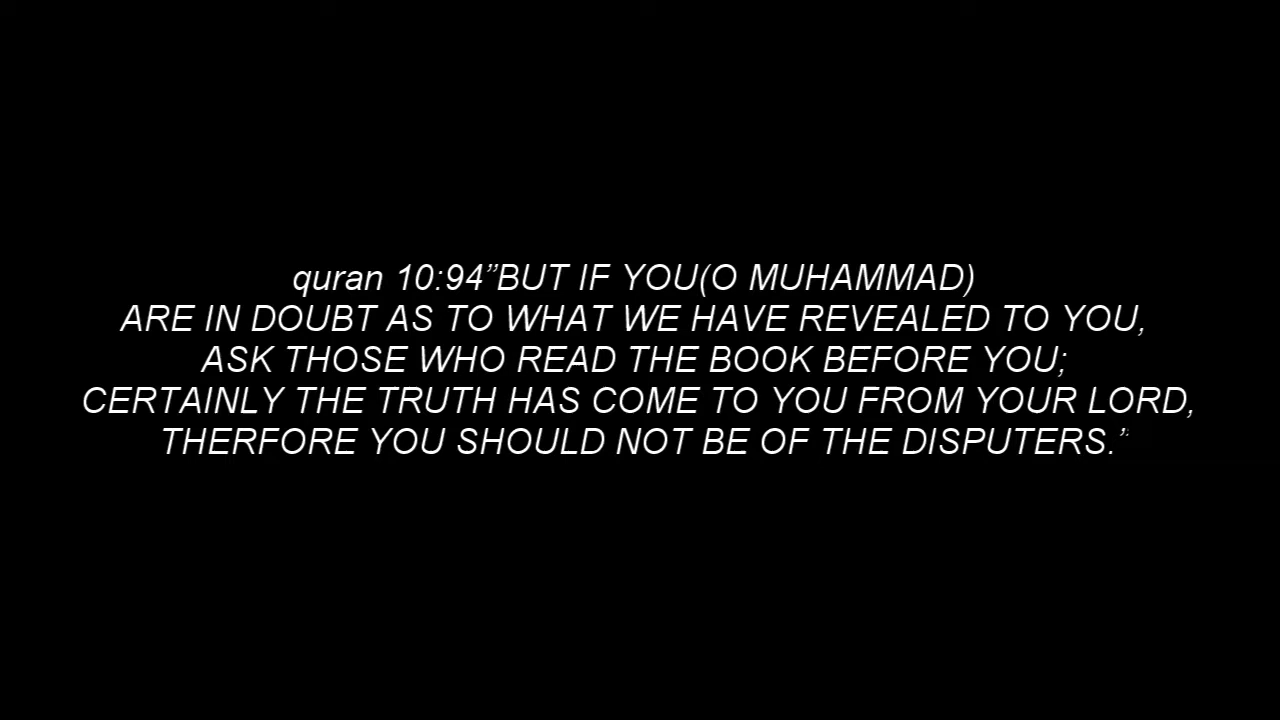 quran 10:94”BUT IF YOU(O MUHAMMAD)
ARE IN DOUBT AS TO WHAT WE HAVE REVEALED TO YOU,
ASK THOSE WHO READ THE BOOK BEFORE YOU;
CERTAINLY THE TRUTH HAS COME TO YOU FROM YOUR LORD,
THERFORE YOU SHOULD NOT BE OF THE DISPUTERS.”